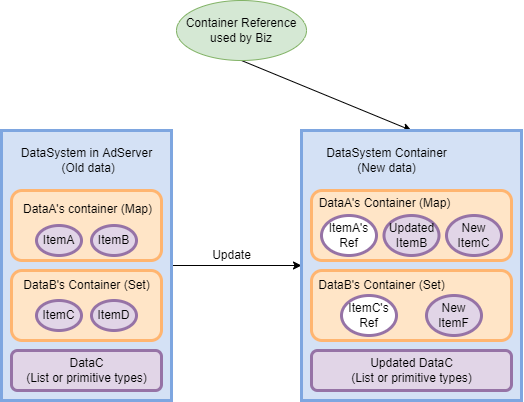 Container Reference
used by Biz
DataSystem in AdServer
(Old data)
DataA's container (Map)
ItemA
ItemB
DataB's Container (Set)
ItemC
ItemD
DataC
(List or primitive types)
Update
DataSystem Container
(New data)
DataA's Container (Map)
ItemA's
Ref
Updated
ItemB
New
ItemC
DataB's Container (Set)
ItemC's
Ref
New
ItemF
Updated DataC
(List or primitive types)